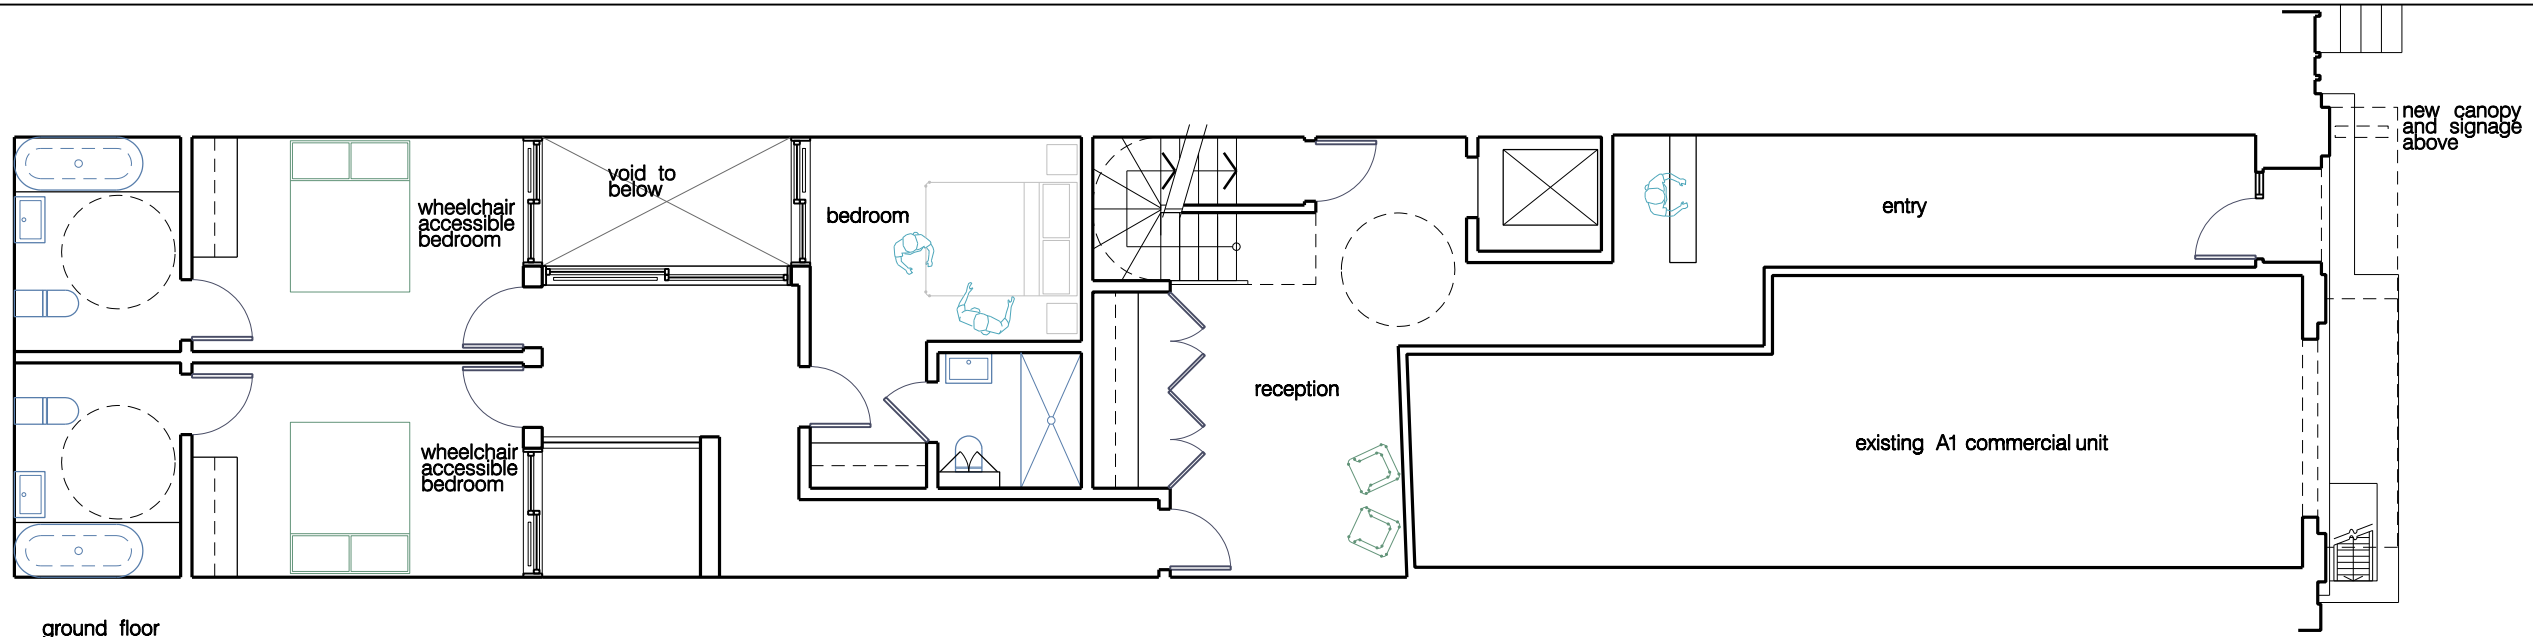 new canopy
and signage
above
void to
below
wheelchair
accessible
bedroom
bedroom
entry
reception
wheelchair
accessible
bedroom
existing A1 commercial unit
ground floor